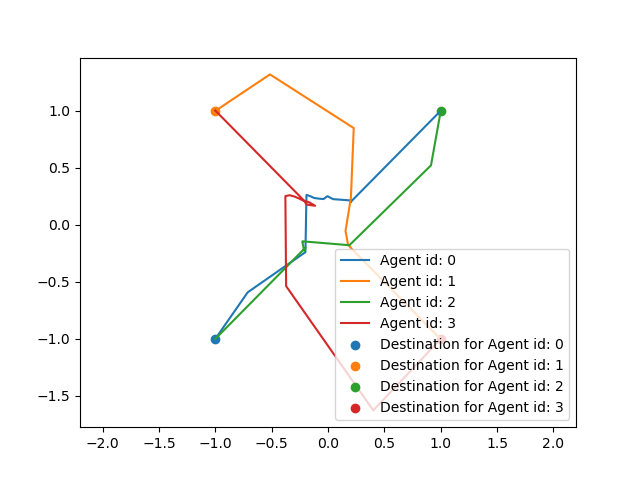 1.0
0.5
0.0
−0.5
−1.0
−1.5
−2.0 −1.5 −1.0 −0.5 0.0 0.5 1.0 1.5 2.0
Agent id: 0
Agent id: 1
Agent id: 2
Agent id: 3
Destination for Agent id: 0
Destination for Agent id: 1
Destination for Agent id: 2
Destination for Agent id: 3